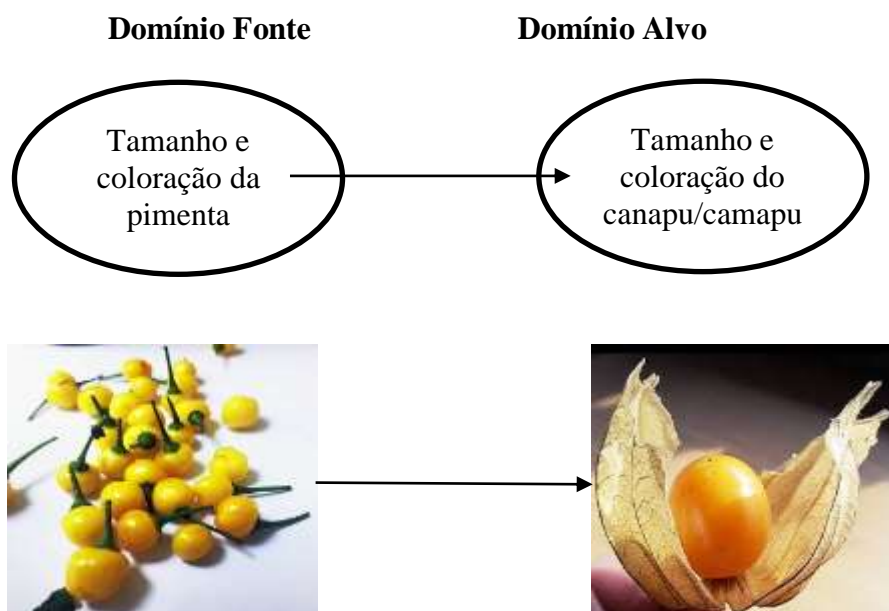 Domínio Fonte
Domínio Alvo
Tamanho e
coloração da
pimenta
Tamanho e
coloração do
canapu/camapu